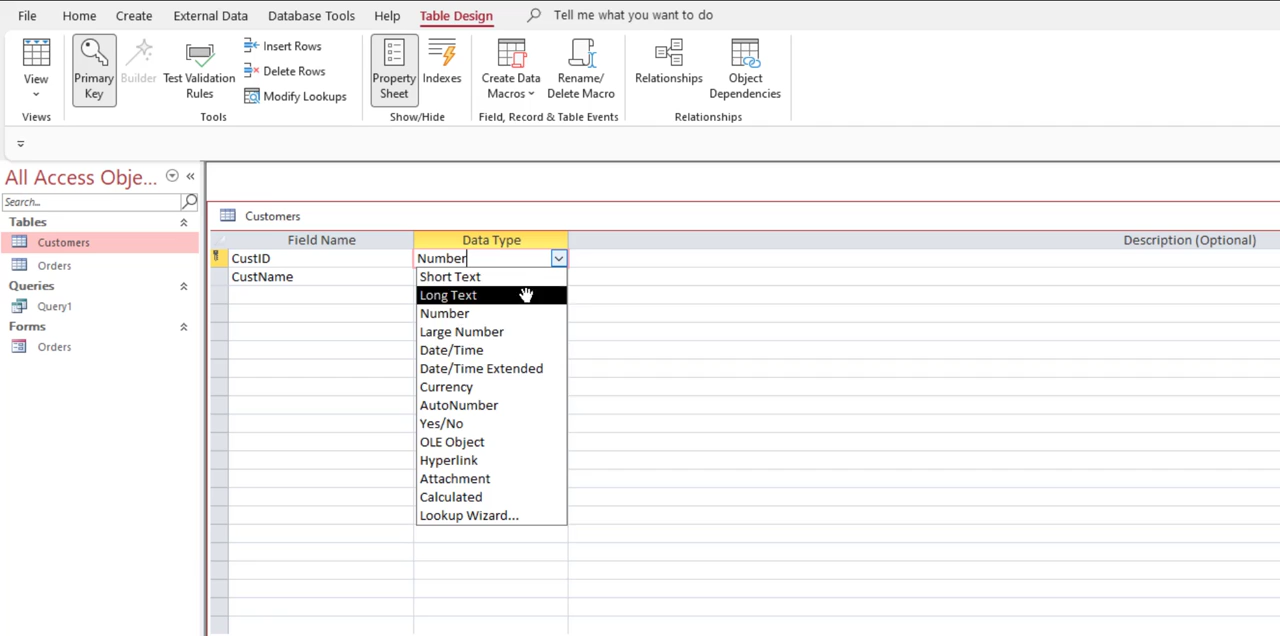 File Home Create External Data Database Tools Help Table Design Tell me what you want to do
View
Primary Key
Builder
Test Validation Rules
Insert Rows
Delete Rows
Modify Lookups
Property Sheet
Indexes
Create Data Macros
Rename/ Delete Macro
Relationships
Object Dependencies
Views Tools Show/Hide Field, Record & Table Events Relationships
All Access Obje...
Search...
Tables
Customers
Orders
Queries
Query1
Forms
Orders
Customers
Field Name Data Type Description (Optional)
CustID Number
CustName
Short Text
Long Text
Number
Large Number
Date/Time
Date/Time Extended
Currency
AutoNumber
Yes/No
OLE Object
Hyperlink
Attachment
Calculated
Lookup Wizard...